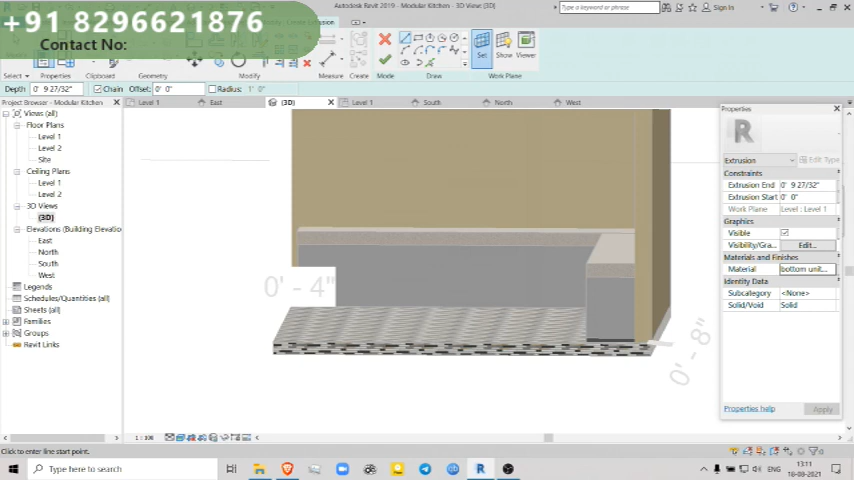 +91 8296621876
Contact No:
Autodesk Revit 2019 - Modular Kitchen - 3D View: {3D}
Type a keyword or phrase
Sign In
Select
Properties
Clipboard
Geometry
Modify
Measure
Create
Mode
Draw
Set
Show
Viewer
Work Plane
Depth 0' 9 27/32"
Chain Offset: 0' 0"
Radius: 1' 0"
Project Browser - Modular Kitchen
Level 1
East
{3D}
Level 1
South
North
West
Views (all)
Floor Plans
Level 1
Level 2
Site
Ceiling Plans
Level 1
Level 2
3D Views
{3D}
Elevations (Building Elevatio
East
North
South
West
Legends
Schedules/Quantities (all)
Sheets (all)
Families
Groups
Revit Links
0' - 4"
0' - 8"
Properties
R
Extrusion
Edit Type
Constraints
Extrusion End 0' 9 27/32"
Extrusion Start 0' 0"
Work Plane Level : Level 1
Graphics
Visible
Visibility/Gra... Edit...
Materials and Finishes
Material bottom unit...
Identity Data
Subcategory <None>
Solid/Void Solid
Properties help
Apply
1 : 100
Click to enter line start point.
:0
Type here to search
R
ENG
13:11
18-08-2021